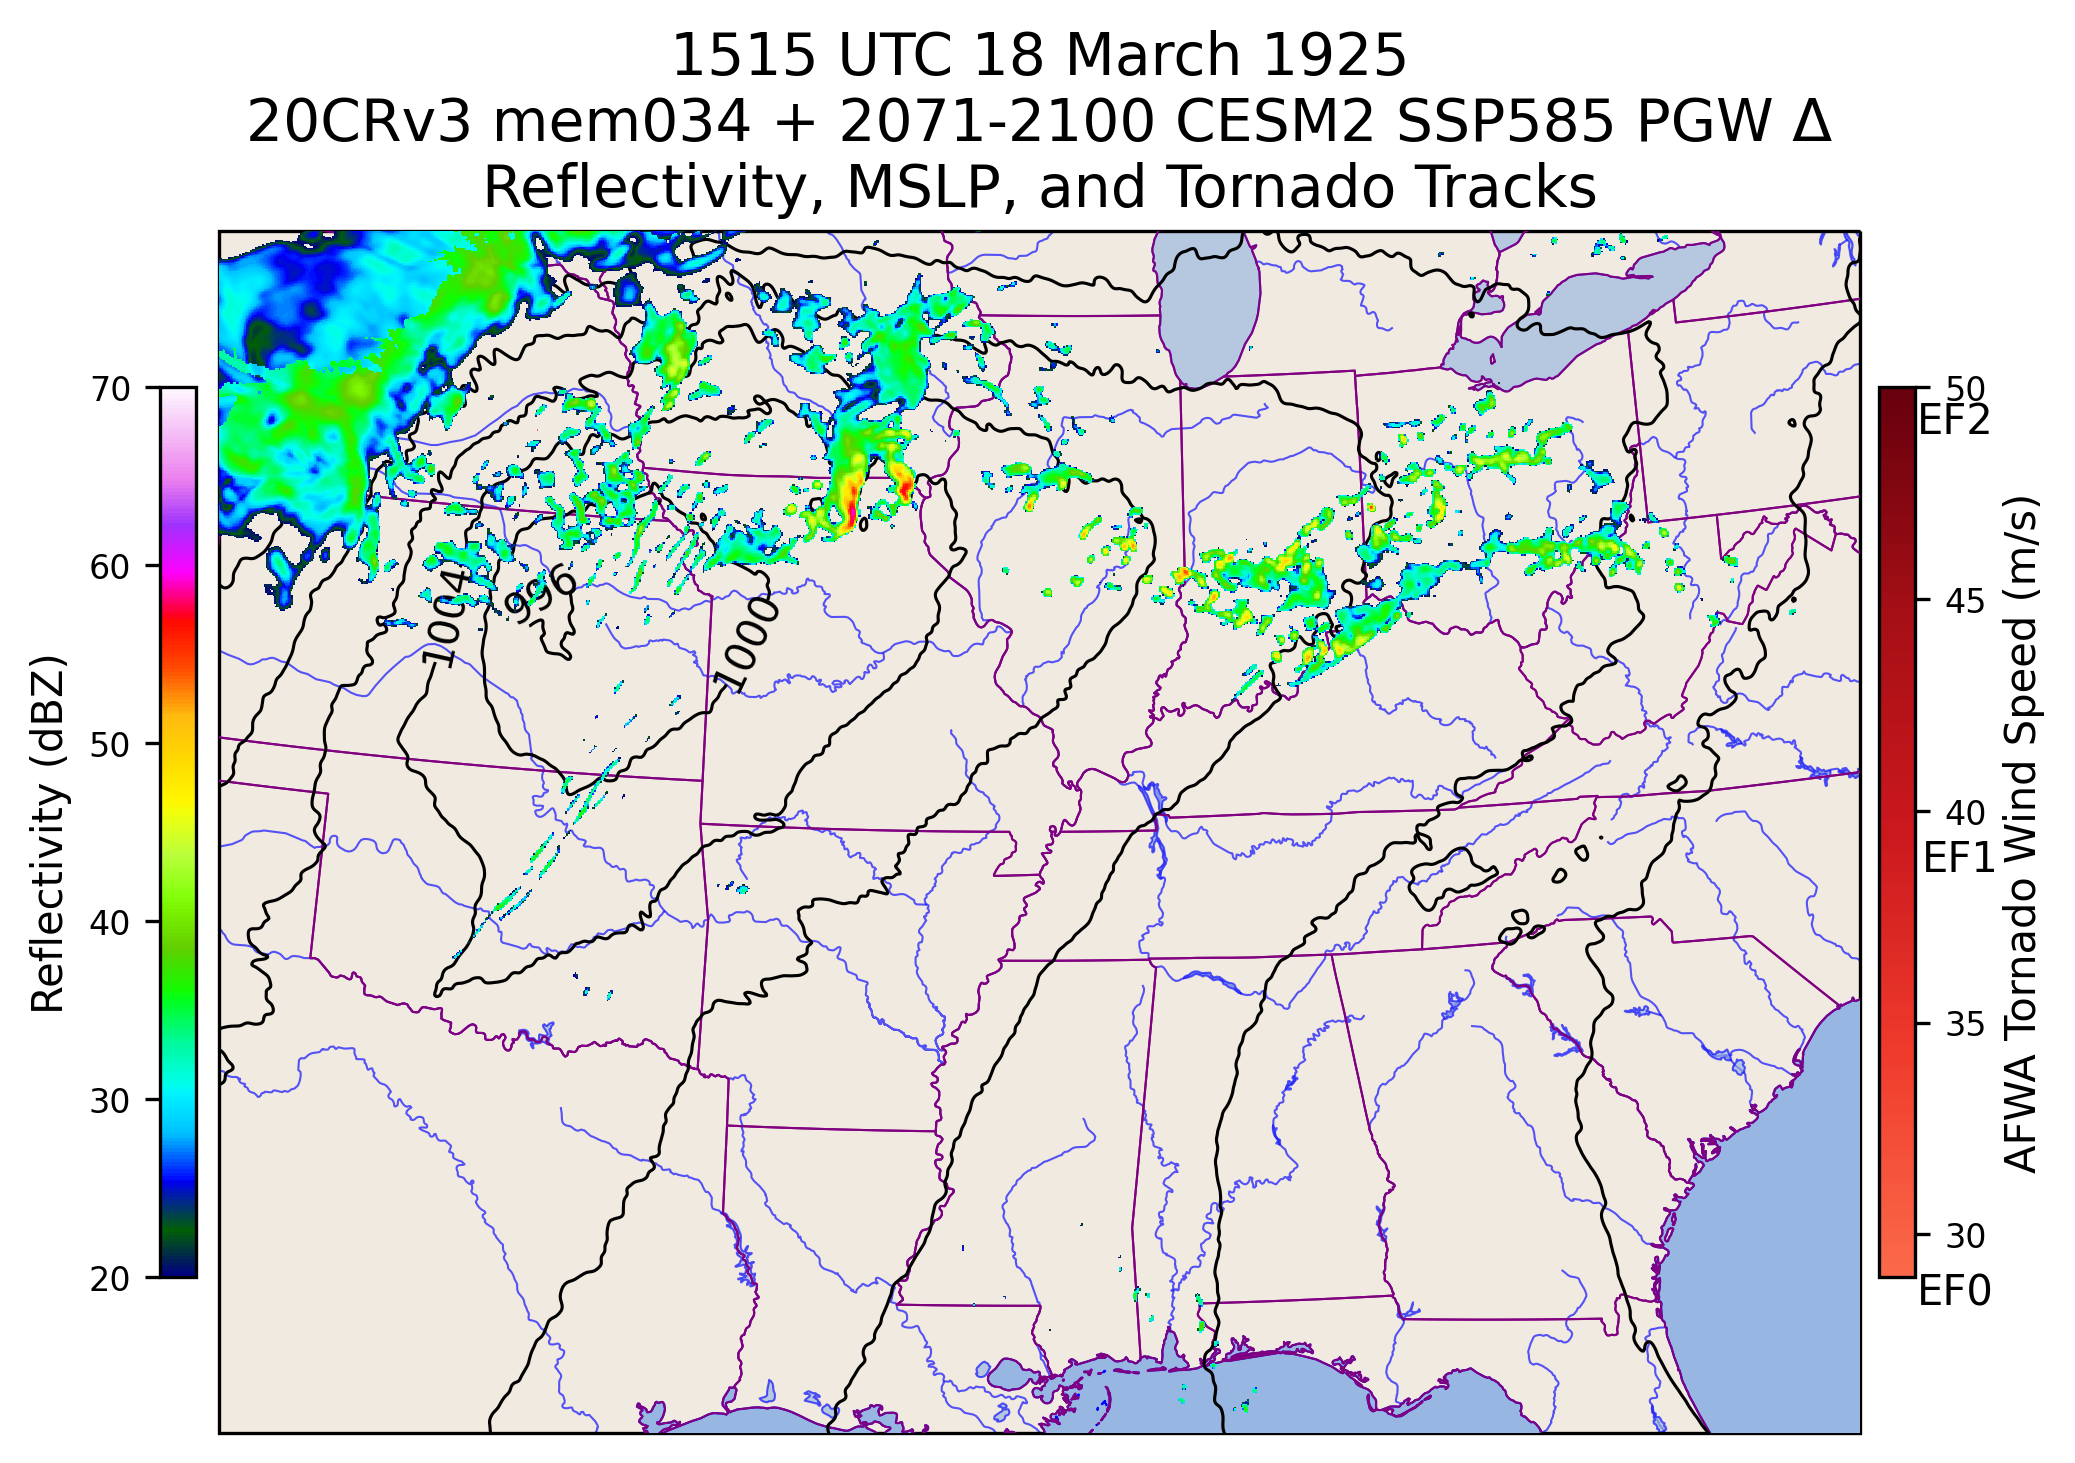 1515 UTC 18 March 1925
20CRv3 mem034 + 2071-2100 CESM2 SSP585 PGW Δ
Reflectivity, MSLP, and Tornado Tracks
70
60
50
40
30
20
Reflectivity (dBZ)
1004
996
1000
50
EF2
45
40
EF1
35
30
EF0
AFWA Tornado Wind Speed (m/s)